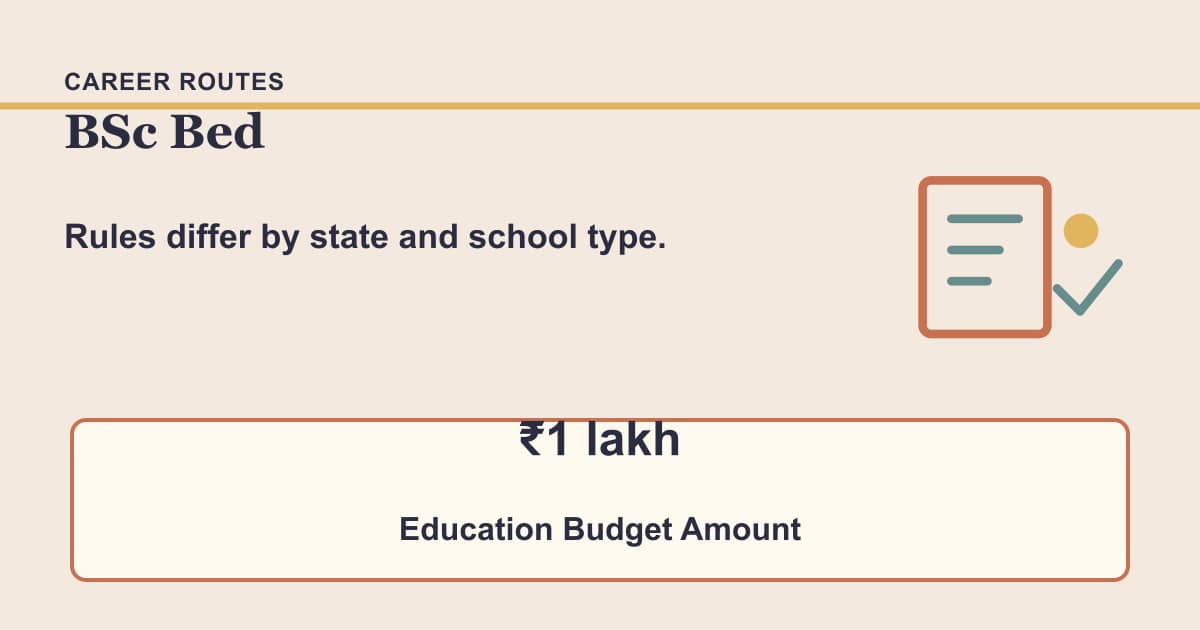 CAREER ROUTES
BSc Bed
Rules differ by state and school type.
₹1 lakh
Education Budget Amount